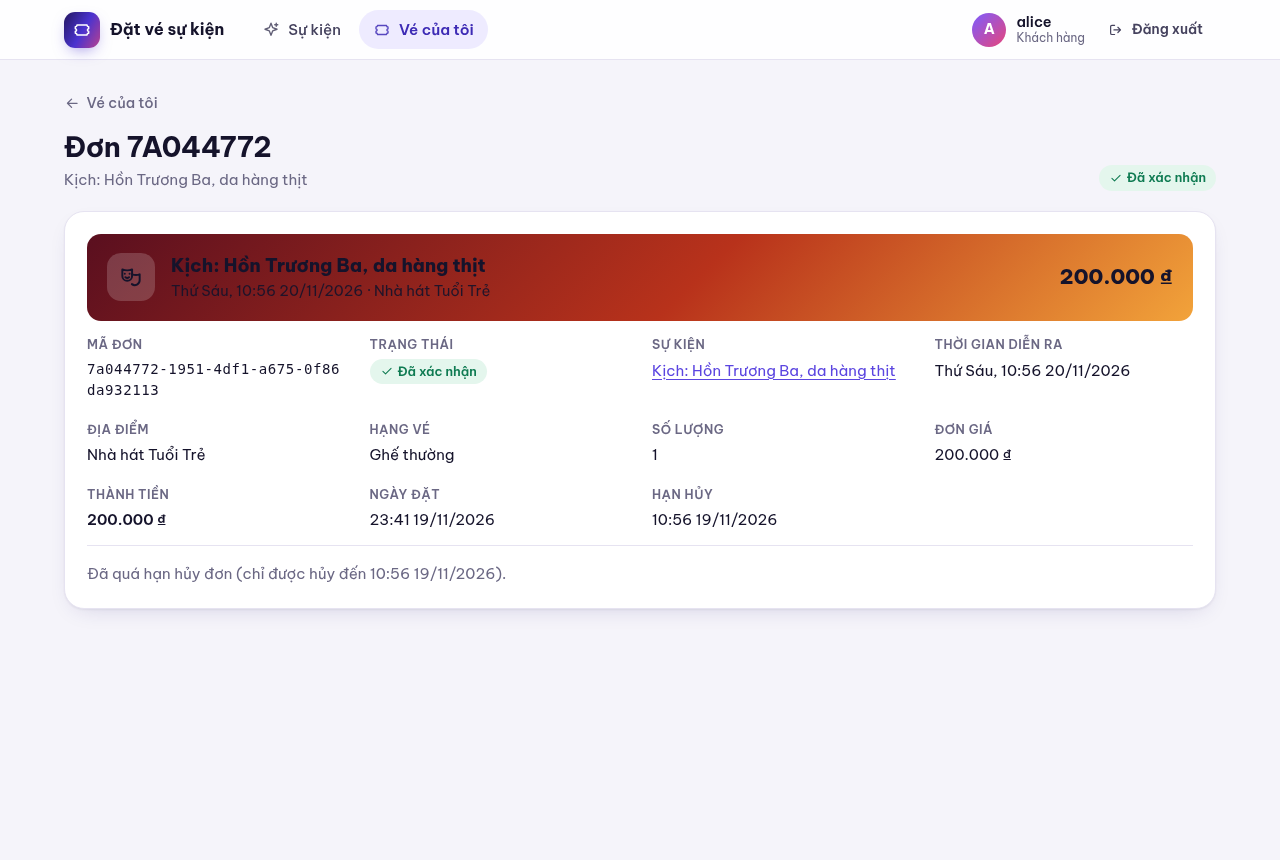 Đặt vé sự kiện
Sự kiện
Vé của tôi
A
alice
Khách hàng
Đăng xuất
← Vé của tôi
Đơn 7A044772
Kịch: Hồn Trương Ba, da hàng thịt
Đã xác nhận
Kịch: Hồn Trương Ba, da hàng thịt
Thứ Sáu, 10:56 20/11/2026 · Nhà hát Tuổi Trẻ
200.000 ₫
MÃ ĐƠN
7a044772-1951-4df1-a675-0f86
da932113
TRẠNG THÁI
Đã xác nhận
SỰ KIỆN
Kịch: Hồn Trương Ba, da hàng thịt
THỜI GIAN DIỄN RA
Thứ Sáu, 10:56 20/11/2026
ĐỊA ĐIỂM
Nhà hát Tuổi Trẻ
HẠNG VÉ
Ghế thường
SỐ LƯỢNG
1
ĐƠN GIÁ
200.000 ₫
THÀNH TIỀN
200.000 ₫
NGÀY ĐẶT
23:41 19/11/2026
HẠN HỦY
10:56 19/11/2026
Đã quá hạn hủy đơn (chỉ được hủy đến 10:56 19/11/2026).